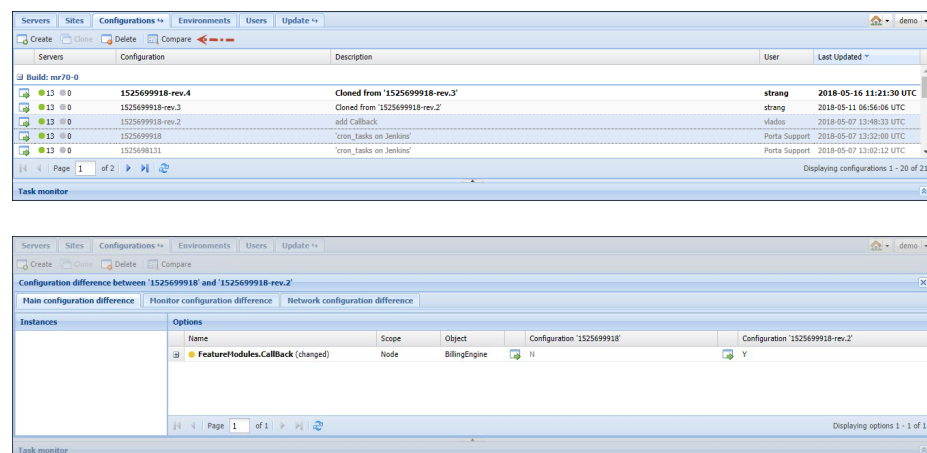 Servers Sites Configurations Environments Users Update demo
Create Clone Delete Compare
Servers Configuration Description User Last Updated
Build: mr70-0
13 0 1525699918-rev.4 Cloned from '1525699918-rev.3' strang 2018-05-16 11:21:30 UTC
13 0 1525699918-rev.3 Cloned from '1525699918-rev.2' strang 2018-05-11 06:56:06 UTC
13 0 1525699918-rev.2 add Callback vlados 2018-05-07 13:48:33 UTC
13 0 1525699918 'cron_tasks on Jenkins' Porta Support 2018-05-07 13:32:00 UTC
13 0 1525698131 'cron_tasks on Jenkins' Porta Support 2018-05-07 13:02:12 UTC
Page 1 of 2 Displaying configurations 1 - 20 of 21
Task monitor
Servers Sites Configurations Environments Users Update demo
Create Clone Delete Compare
Configuration difference between '1525699918' and '1525699918-rev.2'
Main configuration difference Monitor configuration difference Network configuration difference
Instances Options
Name Scope Object Configuration '1525699918' Configuration '1525699918-rev.2'
FeatureModules.CallBack (changed) Node BillingEngine N Y
Page 1 of 1 Displaying options 1 - 1 of 1
Task monitor